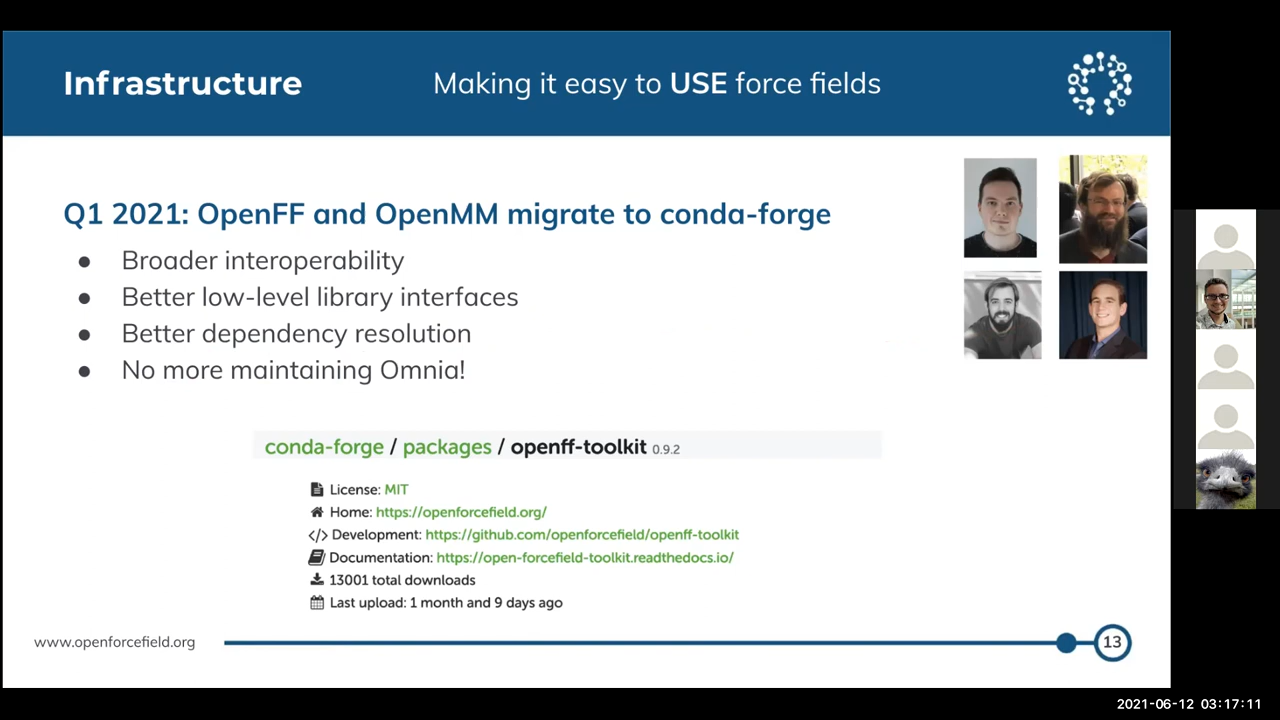 Infrastructure
Making it easy to USE force fields
Q1 2021: OpenFF and OpenMM migrate to conda-forge
● Broader interoperability
● Better low-level library interfaces
● Better dependency resolution
● No more maintaining Omnia!
conda-forge / packages / openff-toolkit 0.9.2
License: MIT
Home: https://openforcefield.org/
</> Development: https://github.com/openforcefield/openff-toolkit
Documentation: https://open-forcefield-toolkit.readthedocs.io/
13001 total downloads
Last upload: 1 month and 9 days ago
www.openforcefield.org
13
2021-06-12 03:17:11